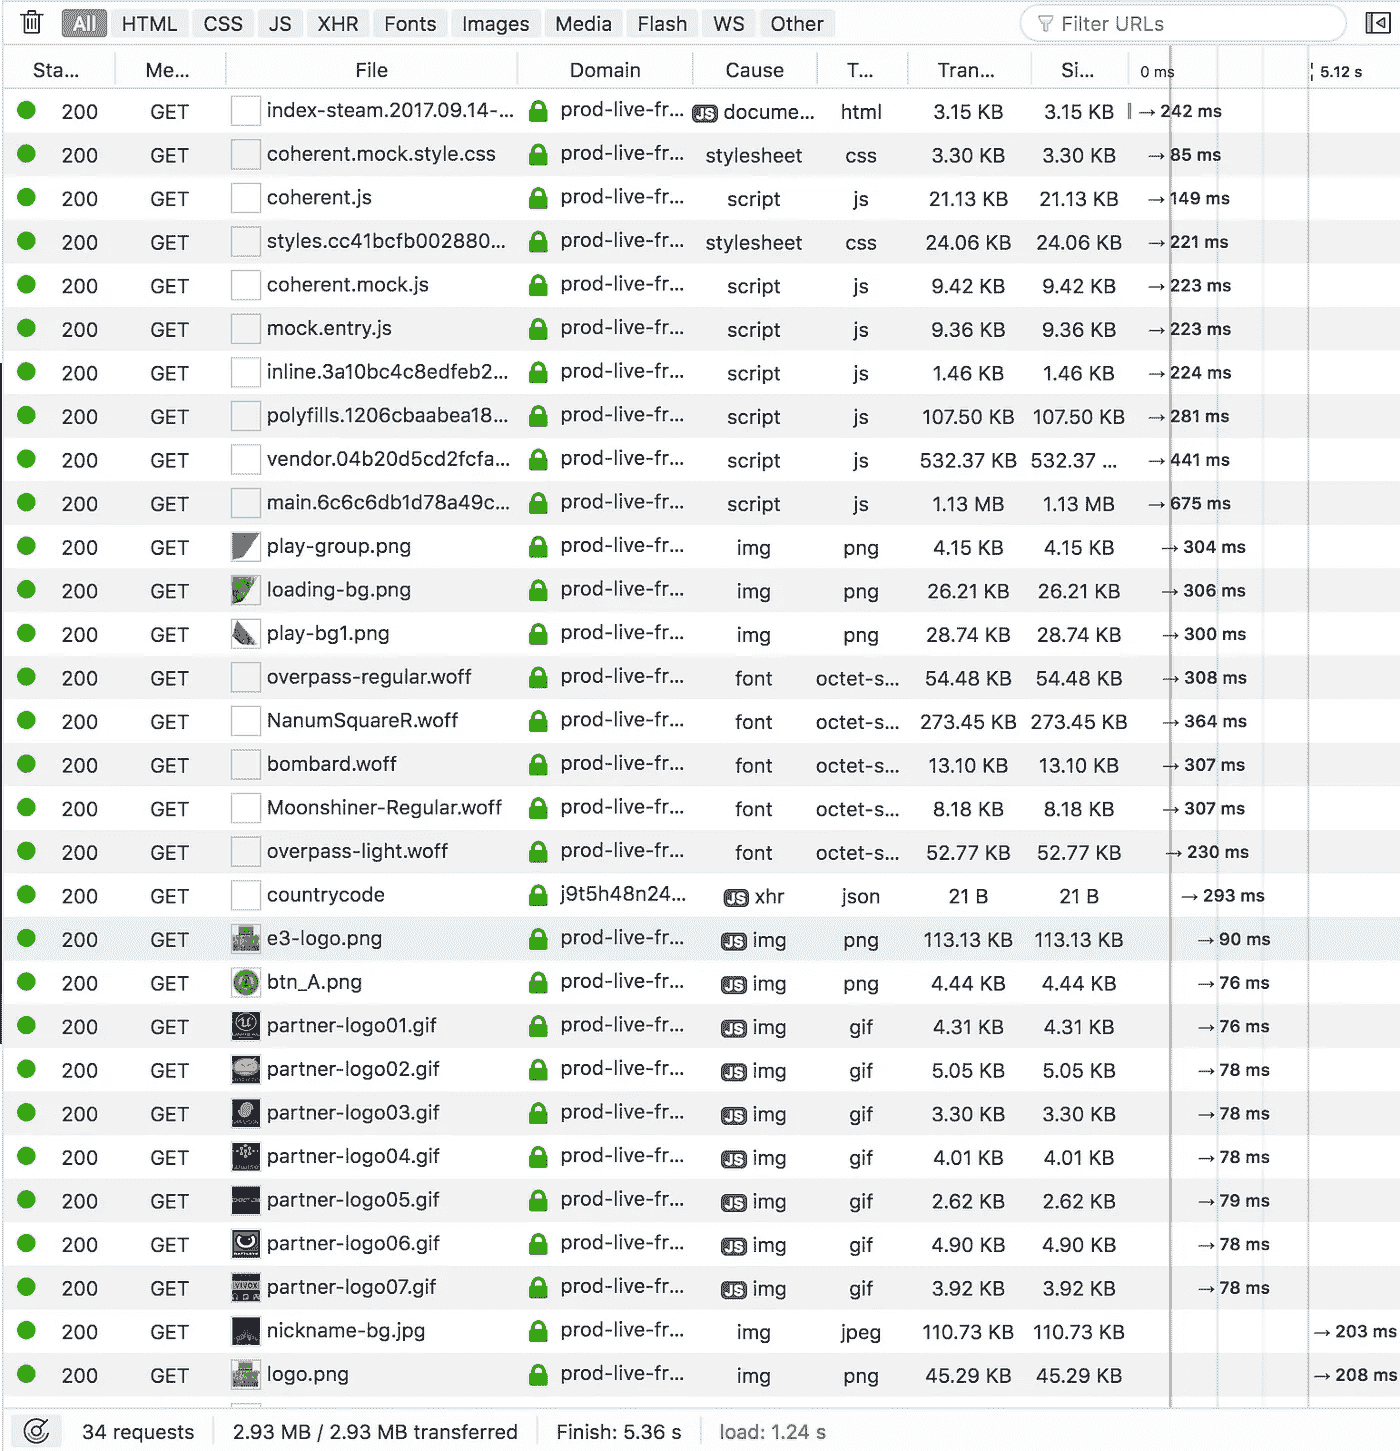 All HTML CSS JS XHR Fonts Images Media Flash WS Other Filter URLs
Sta... Me... File Domain Cause T... Tran... Si... 0 ms 5.12 s
200 GET index-steam.2017.09.14-... prod-live-fr... JS docume... html 3.15 KB 3.15 KB → 242 ms
200 GET coherent.mock.style.css prod-live-fr... stylesheet css 3.30 KB 3.30 KB → 85 ms
200 GET coherent.js prod-live-fr... script js 21.13 KB 21.13 KB → 149 ms
200 GET styles.cc41bcfb002880... prod-live-fr... stylesheet css 24.06 KB 24.06 KB → 221 ms
200 GET coherent.mock.js prod-live-fr... script js 9.42 KB 9.42 KB → 223 ms
200 GET mock.entry.js prod-live-fr... script js 9.36 KB 9.36 KB → 223 ms
200 GET inline.3a10bc4c8edfeb2... prod-live-fr... script js 1.46 KB 1.46 KB → 224 ms
200 GET polyfills.1206cbaabea18... prod-live-fr... script js 107.50 KB 107.50 KB → 281 ms
200 GET vendor.04b20d5cd2fcfa... prod-live-fr... script js 532.37 KB 532.37 ... → 441 ms
200 GET main.6c6c6db1d78a49c... prod-live-fr... script js 1.13 MB 1.13 MB → 675 ms
200 GET play-group.png prod-live-fr... img png 4.15 KB 4.15 KB → 304 ms
200 GET loading-bg.png prod-live-fr... img png 26.21 KB 26.21 KB → 306 ms
200 GET play-bg1.png prod-live-fr... img png 28.74 KB 28.74 KB → 300 ms
200 GET overpass-regular.woff prod-live-fr... font octet-s... 54.48 KB 54.48 KB → 308 ms
200 GET NanumSquareR.woff prod-live-fr... font octet-s... 273.45 KB 273.45 KB → 364 ms
200 GET bombard.woff prod-live-fr... font octet-s... 13.10 KB 13.10 KB → 307 ms
200 GET Moonshiner-Regular.woff prod-live-fr... font octet-s... 8.18 KB 8.18 KB → 307 ms
200 GET overpass-light.woff prod-live-fr... font octet-s... 52.77 KB 52.77 KB → 230 ms
200 GET countrycode j9t5h48n24... JS xhr json 21 B 21 B → 293 ms
200 GET e3-logo.png prod-live-fr... JS img png 113.13 KB 113.13 KB → 90 ms
200 GET btn_A.png prod-live-fr... JS img png 4.44 KB 4.44 KB → 76 ms
200 GET partner-logo01.gif prod-live-fr... JS img gif 4.31 KB 4.31 KB → 76 ms
200 GET partner-logo02.gif prod-live-fr... JS img gif 5.05 KB 5.05 KB → 78 ms
200 GET partner-logo03.gif prod-live-fr... JS img gif 3.30 KB 3.30 KB → 78 ms
200 GET partner-logo04.gif prod-live-fr... JS img gif 4.01 KB 4.01 KB → 78 ms
200 GET partner-logo05.gif prod-live-fr... JS img gif 2.62 KB 2.62 KB → 79 ms
200 GET partner-logo06.gif prod-live-fr... JS img gif 4.90 KB 4.90 KB → 78 ms
200 GET partner-logo07.gif prod-live-fr... JS img gif 3.92 KB 3.92 KB → 78 ms
200 GET nickname-bg.jpg prod-live-fr... img jpeg 110.73 KB 110.73 KB → 203 ms
200 GET logo.png prod-live-fr... img png 45.29 KB 45.29 KB → 208 ms
34 requests 2.93 MB / 2.93 MB transferred Finish: 5.36 s load: 1.24 s